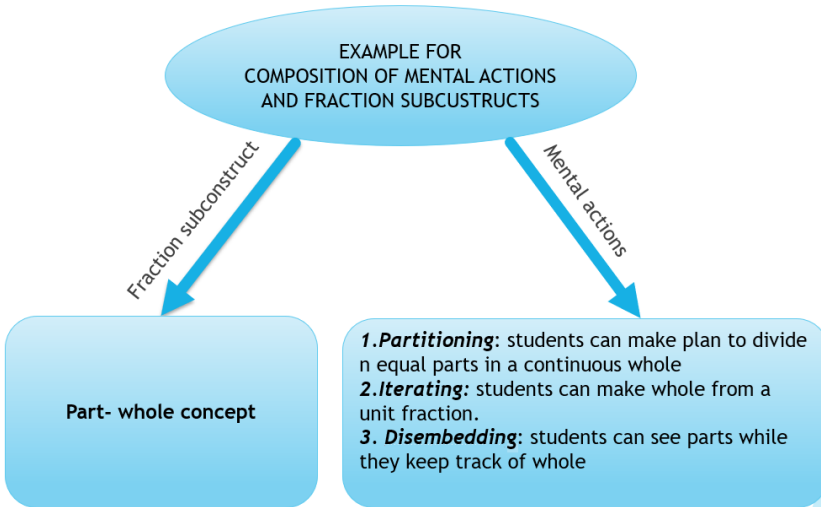 EXAMPLE FOR
COMPOSITION OF MENTAL ACTIONS
AND FRACTION SUBCUSTRUCTS
Fraction subconstruct
Mental actions
Part- whole concept
1.Partitioning: students can make plan to divide
n equal parts in a continuous whole
2.Iterating: students can make whole from a
unit fraction.
3. Disembedding: students can see parts while
they keep track of whole